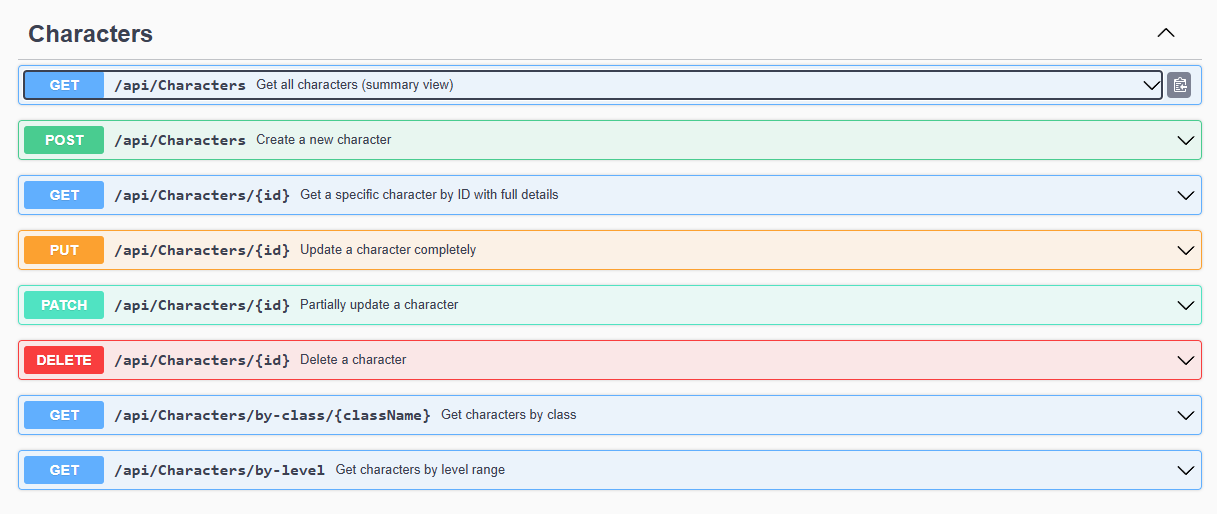 Characters
GET /api/Characters Get all characters (summary view)
POST /api/Characters Create a new character
GET /api/Characters/{id} Get a specific character by ID with full details
PUT /api/Characters/{id} Update a character completely
PATCH /api/Characters/{id} Partially update a character
DELETE /api/Characters/{id} Delete a character
GET /api/Characters/by-class/{className} Get characters by class
GET /api/Characters/by-level Get characters by level range